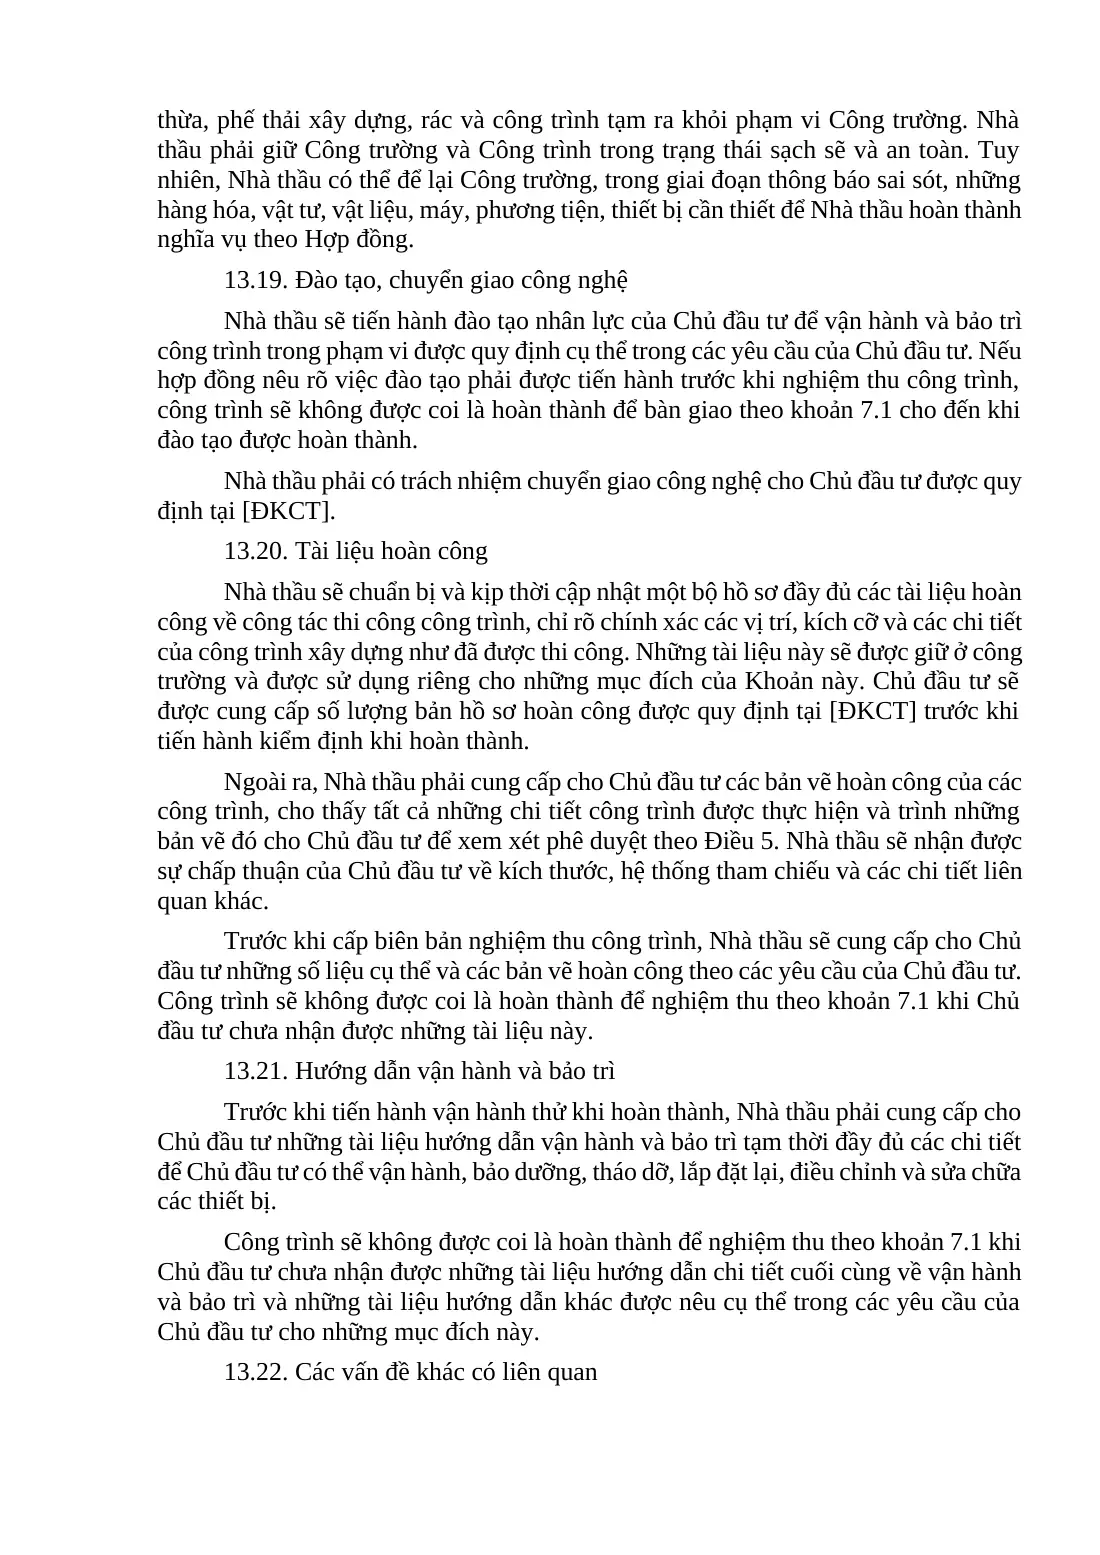 thừa, phế thải xây dựng, rác và công trình tạm ra khỏi phạm vi Công trường. Nhà
thầu phải giữ Công trường và Công trình trong trạng thái sạch sẽ và an toàn. Tuy
nhiên, Nhà thầu có thể để lại Công trường, trong giai đoạn thông báo sai sót, những
hàng hóa, vật tư, vật liệu, máy, phương tiện, thiết bị cần thiết để Nhà thầu hoàn thành
nghĩa vụ theo Hợp đồng.
13.19. Đào tạo, chuyển giao công nghệ
Nhà thầu sẽ tiến hành đào tạo nhân lực của Chủ đầu tư để vận hành và bảo trì
công trình trong phạm vi được quy định cụ thể trong các yêu cầu của Chủ đầu tư. Nếu
hợp đồng nêu rõ việc đào tạo phải được tiến hành trước khi nghiệm thu công trình,
công trình sẽ không được coi là hoàn thành để bàn giao theo khoản 7.1 cho đến khi
đào tạo được hoàn thành.
Nhà thầu phải có trách nhiệm chuyển giao công nghệ cho Chủ đầu tư được quy
định tại [ĐKCT].
13.20. Tài liệu hoàn công
Nhà thầu sẽ chuẩn bị và kịp thời cập nhật một bộ hồ sơ đầy đủ các tài liệu hoàn
công về công tác thi công công trình, chỉ rõ chính xác các vị trí, kích cỡ và các chi tiết
của công trình xây dựng như đã được thi công. Những tài liệu này sẽ được giữ ở công
trường và được sử dụng riêng cho những mục đích của Khoản này. Chủ đầu tư sẽ
được cung cấp số lượng bản hồ sơ hoàn công được quy định tại [ĐKCT] trước khi
tiến hành kiểm định khi hoàn thành.
Ngoài ra, Nhà thầu phải cung cấp cho Chủ đầu tư các bản vẽ hoàn công của các
công trình, cho thấy tất cả những chi tiết công trình được thực hiện và trình những
bản vẽ đó cho Chủ đầu tư để xem xét phê duyệt theo Điều 5. Nhà thầu sẽ nhận được
sự chấp thuận của Chủ đầu tư về kích thước, hệ thống tham chiếu và các chi tiết liên
quan khác.
Trước khi cấp biên bản nghiệm thu công trình, Nhà thầu sẽ cung cấp cho Chủ
đầu tư những số liệu cụ thể và các bản vẽ hoàn công theo các yêu cầu của Chủ đầu tư.
Công trình sẽ không được coi là hoàn thành để nghiệm thu theo khoản 7.1 khi Chủ
đầu tư chưa nhận được những tài liệu này.
13.21. Hướng dẫn vận hành và bảo trì
Trước khi tiến hành vận hành thử khi hoàn thành, Nhà thầu phải cung cấp cho
Chủ đầu tư những tài liệu hướng dẫn vận hành và bảo trì tạm thời đầy đủ các chi tiết
để Chủ đầu tư có thể vận hành, bảo dưỡng, tháo dỡ, lắp đặt lại, điều chỉnh và sửa chữa
các thiết bị.
Công trình sẽ không được coi là hoàn thành để nghiệm thu theo khoản 7.1 khi
Chủ đầu tư chưa nhận được những tài liệu hướng dẫn chi tiết cuối cùng về vận hành
và bảo trì và những tài liệu hướng dẫn khác được nêu cụ thể trong các yêu cầu của
Chủ đầu tư cho những mục đích này.
13.22. Các vấn đề khác có liên quan